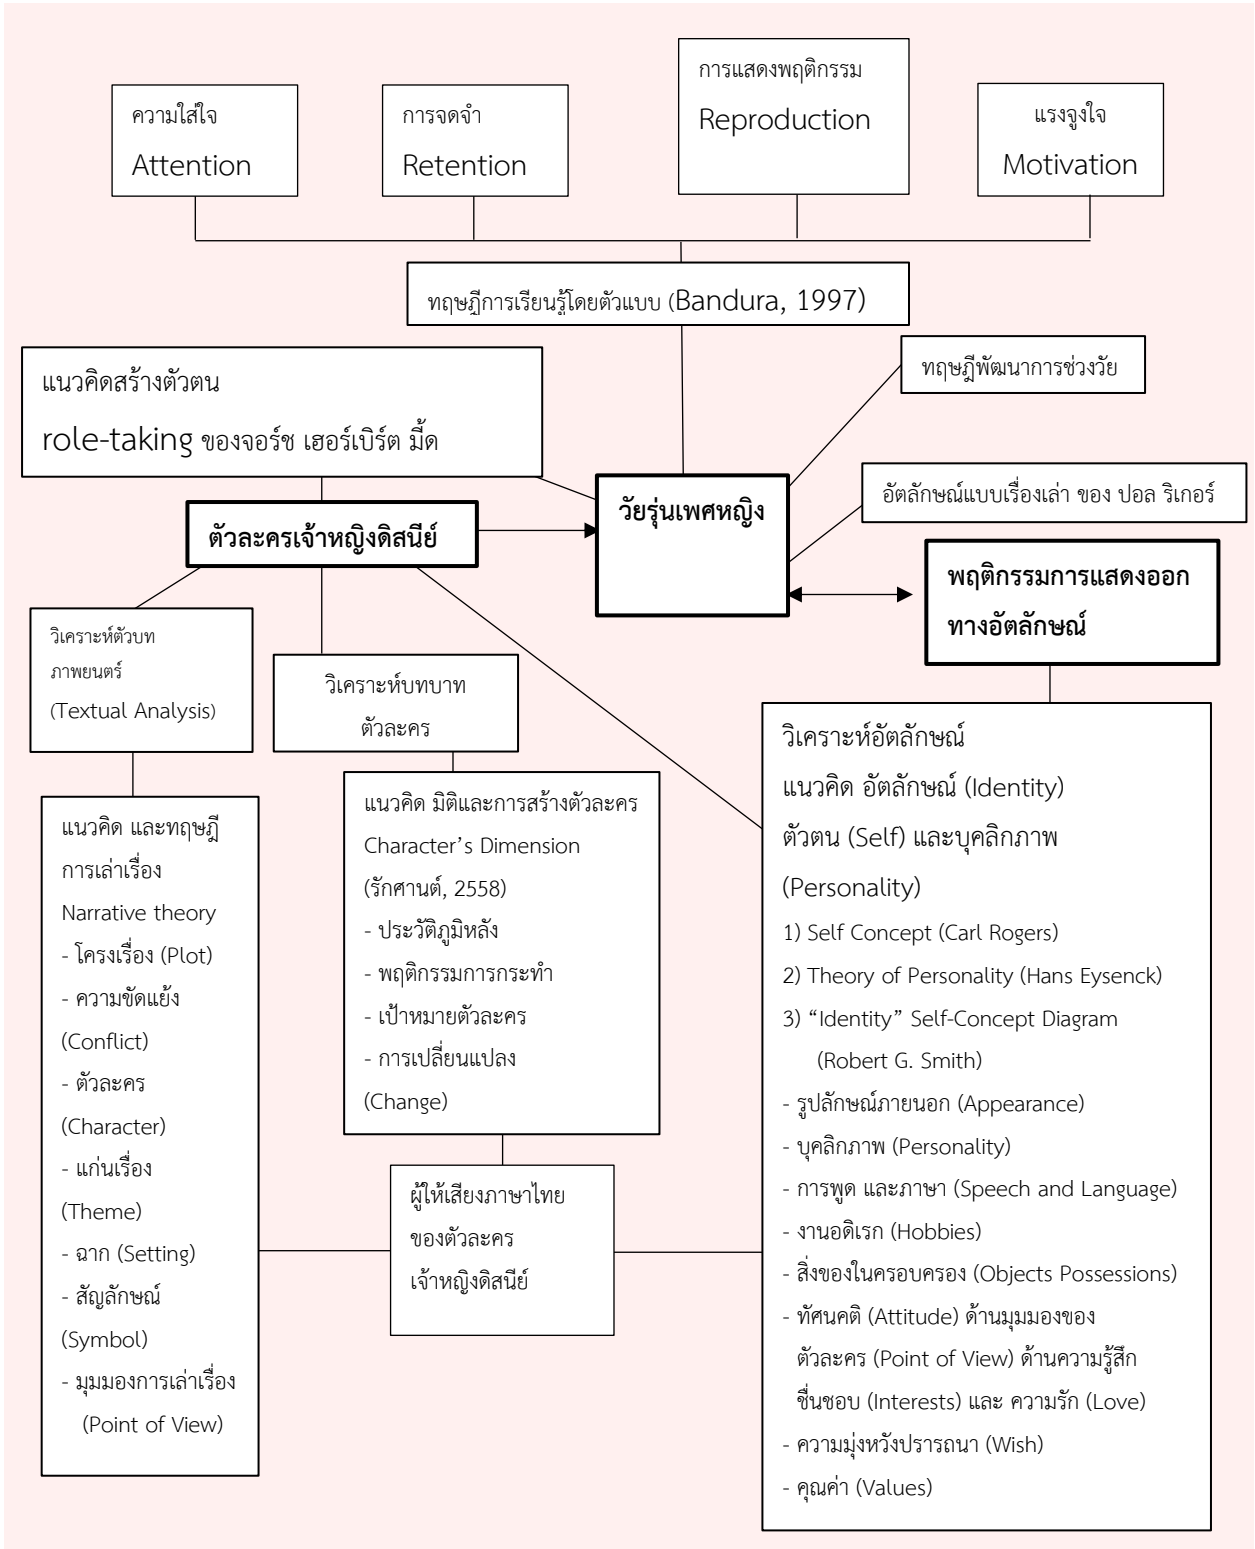 ความใส่ใจ
Attention
การจดจำ
Retention
การแสดงพฤติกรรม
Reproduction
แรงจูงใจ
Motivation
ทฤษฎีการเรียนรู้โดยตัวแบบ (Bandura, 1997)
แนวคิดสร้างตัวตน
role-taking ของจอร์ช เฮอร์เบิร์ต มี้ด
ทฤษฎีพัฒนาการช่วงวัย
อัตลักษณ์แบบเรื่องเล่า ของ ปอล ริเกอร์
ตัวละครเจ้าหญิงดิสนีย์
วัยรุ่นเพศหญิง
พฤติกรรมการแสดงออก
ทางอัตลักษณ์
วิเคราะห์ตัวบท
ภาพยนตร์
(Textual Analysis)
วิเคราะห์บทบาท
ตัวละคร
แนวคิด และทฤษฎี
การเล่าเรื่อง
Narrative theory
- โครงเรื่อง (Plot)
- ความขัดแย้ง
(Conflict)
- ตัวละคร
(Character)
- แก่นเรื่อง
(Theme)
- ฉาก (Setting)
- สัญลักษณ์
(Symbol)
- มุมมองการเล่าเรื่อง
(Point of View)
แนวคิด มิติและการสร้างตัวละคร
Character’s Dimension
(รักศานต์, 2558)
- ประวัติภูมิหลัง
- พฤติกรรมการกระทำ
- เป้าหมายตัวละคร
- การเปลี่ยนแปลง
(Change)
ผู้ให้เสียงภาษาไทย
ของตัวละคร
เจ้าหญิงดิสนีย์
วิเคราะห์อัตลักษณ์
แนวคิด อัตลักษณ์ (Identity)
ตัวตน (Self) และบุคลิกภาพ
(Personality)
1) Self Concept (Carl Rogers)
2) Theory of Personality (Hans Eysenck)
3) “Identity” Self-Concept Diagram
(Robert G. Smith)
- รูปลักษณ์ภายนอก (Appearance)
- บุคลิกภาพ (Personality)
- การพูด และภาษา (Speech and Language)
- งานอดิเรก (Hobbies)
- สิ่งของในครอบครอง (Objects Possessions)
- ทัศนคติ (Attitude) ด้านมุมมองของ
ตัวละคร (Point of View) ด้านความรู้สึก
ชื่นชอบ (Interests) และ ความรัก (Love)
- ความมุ่งหวังปรารถนา (Wish)
- คุณค่า (Values)